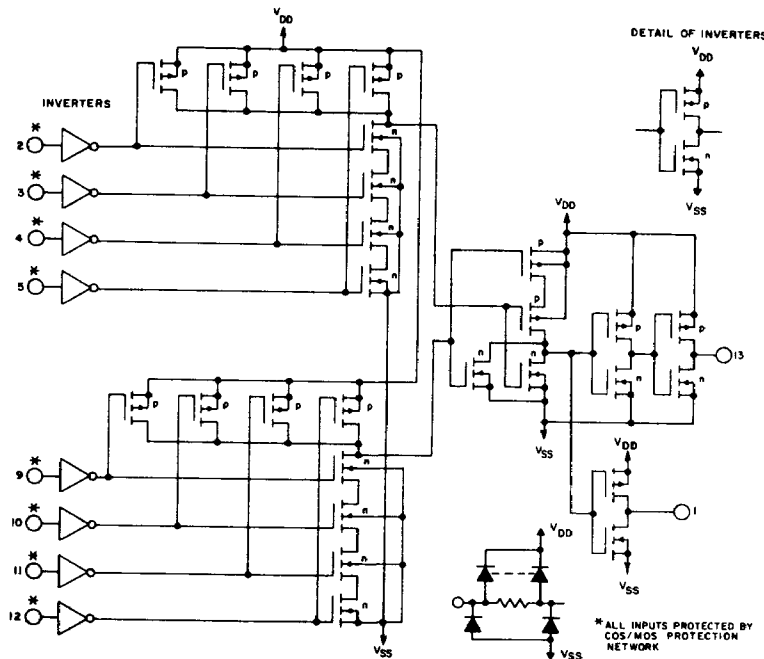 VDD
DETAIL OF INVERTERS
VDD
p
n
VSS
p
p
p
p
INVERTERS
* 2
n
* 3
n
* 4
n
* 5
n
VDD
p
p
n
n
p
n
p
n
13
VSS
p
p
p
p
* 9
n
* 10
n
* 11
n
* 12
n
VSS
VDD
1
VSS
VDD
VSS
* ALL INPUTS PROTECTED BY
COS/MOS PROTECTION
NETWORK